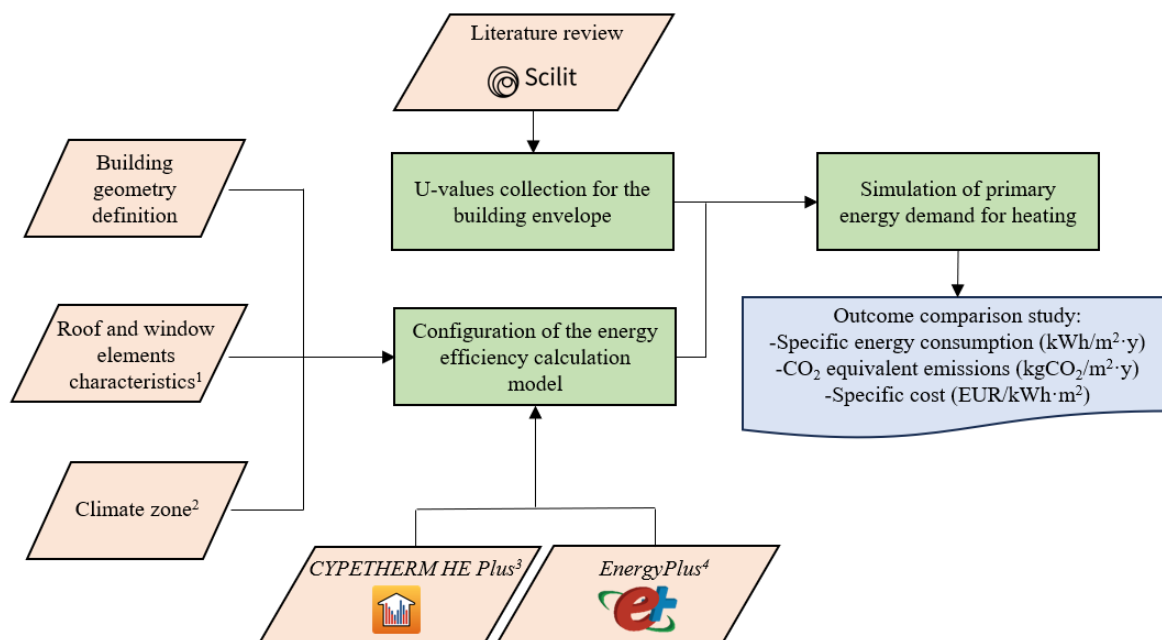 Literature review
Scilit
Building
geometry
definition
U-values collection for the
building envelope
Simulation of primary
energy demand for heating
Roof and window
elements
characteristics¹
Configuration of the energy
efficiency calculation
model
Outcome comparison study:
-Specific energy consumption (kWh/m²·y)
-CO₂ equivalent emissions (kgCO₂/m²·y)
-Specific cost (EUR/kWh·m²)
Climate zone²
CYPETHERM HE Plus³
EnergyPlus⁴
e+